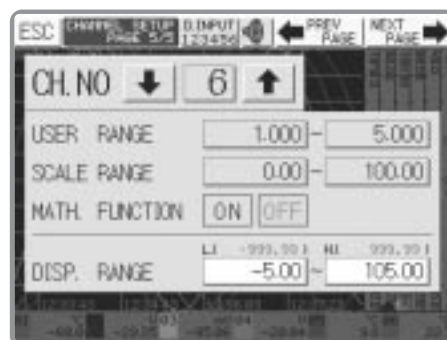 ESC CHANNEL SETUP PAGE 5/5 D.INPUT 123456 PREV PAGE NEXT PAGE
CH.NO 6
USER RANGE 1.000 - 5.000
SCALE RANGE 0.00 - 100.00
MATH. FUNCTION ON OFF
LI -999.99 HI 999.99
DISP. RANGE -5.00 ~ 105.00